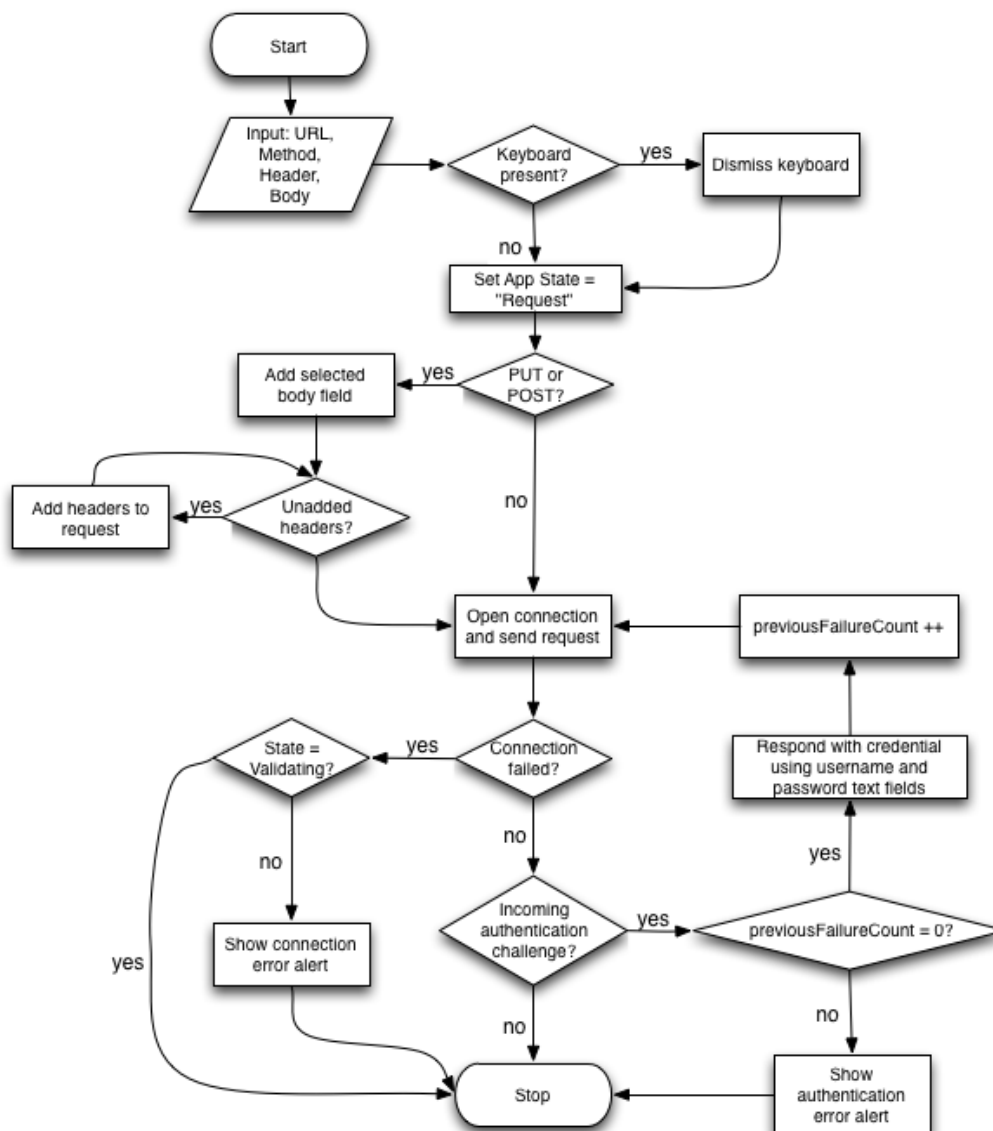 Start
Input: URL,
Method,
Header,
Body
Keyboard
present?
yes
Dismiss keyboard
no
Set App State =
"Request"
PUT or
POST?
yes
Add selected
body field
Unadded
headers?
yes
Add headers to
request
no
Open connection
and send request
previousFailureCount ++
Connection
failed?
yes
State =
Validating?
Respond with credential
using username and
password text fields
no
no
yes
Incoming
authentication
challenge?
yes
previousFailureCount = 0?
Show connection
error alert
yes
no
no
Stop
Show
authentication
error alert